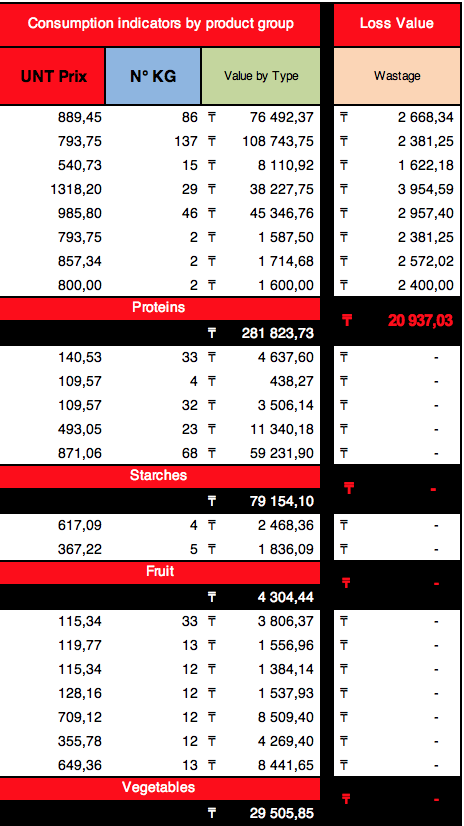 Consumption indicators by product group Loss Value
UNT Prix N° KG Value by Type Wastage
889,45 86 ₸ 76 492,37 ₸ 2 668,34
793,75 137 ₸ 108 743,75 ₸ 2 381,25
540,73 15 ₸ 8 110,92 ₸ 1 622,18
1318,20 29 ₸ 38 227,75 ₸ 3 954,59
985,80 46 ₸ 45 346,76 ₸ 2 957,40
793,75 2 ₸ 1 587,50 ₸ 2 381,25
857,34 2 ₸ 1 714,68 ₸ 2 572,02
800,00 2 ₸ 1 600,00 ₸ 2 400,00
Proteins
₸ 20 937,03
₸ 281 823,73
140,53 33 ₸ 4 637,60 ₸ -
109,57 4 ₸ 438,27 ₸ -
109,57 32 ₸ 3 506,14 ₸ -
493,05 23 ₸ 11 340,18 ₸ -
871,06 68 ₸ 59 231,90 ₸ -
Starches
₸ -
₸ 79 154,10
617,09 4 ₸ 2 468,36 ₸ -
367,22 5 ₸ 1 836,09 ₸ -
Fruit
₸ -
₸ 4 304,44
115,34 33 ₸ 3 806,37 ₸ -
119,77 13 ₸ 1 556,96 ₸ -
115,34 12 ₸ 1 384,14 ₸ -
128,16 12 ₸ 1 537,93 ₸ -
709,12 12 ₸ 8 509,40 ₸ -
355,78 12 ₸ 4 269,40 ₸ -
649,36 13 ₸ 8 441,65 ₸ -
Vegetables
₸ -
₸ 29 505,85